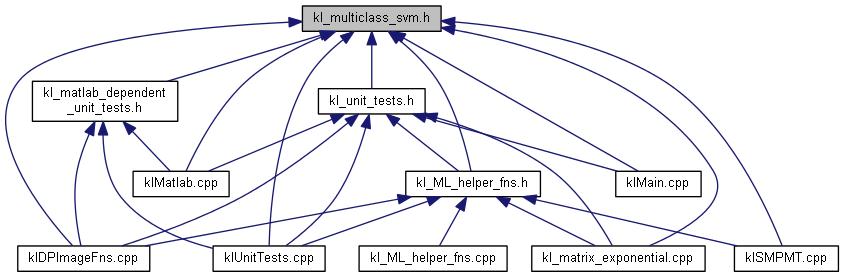 kl_multiclass_svm.h
kl_matlab_dependent
_unit_tests.h
kl_unit_tests.h
klMatlab.cpp
kl_ML_helper_fns.h
klMain.cpp
klDPImageFns.cpp
klUnitTests.cpp
kl_ML_helper_fns.cpp
kl_matrix_exponential.cpp
klSMPMT.cpp